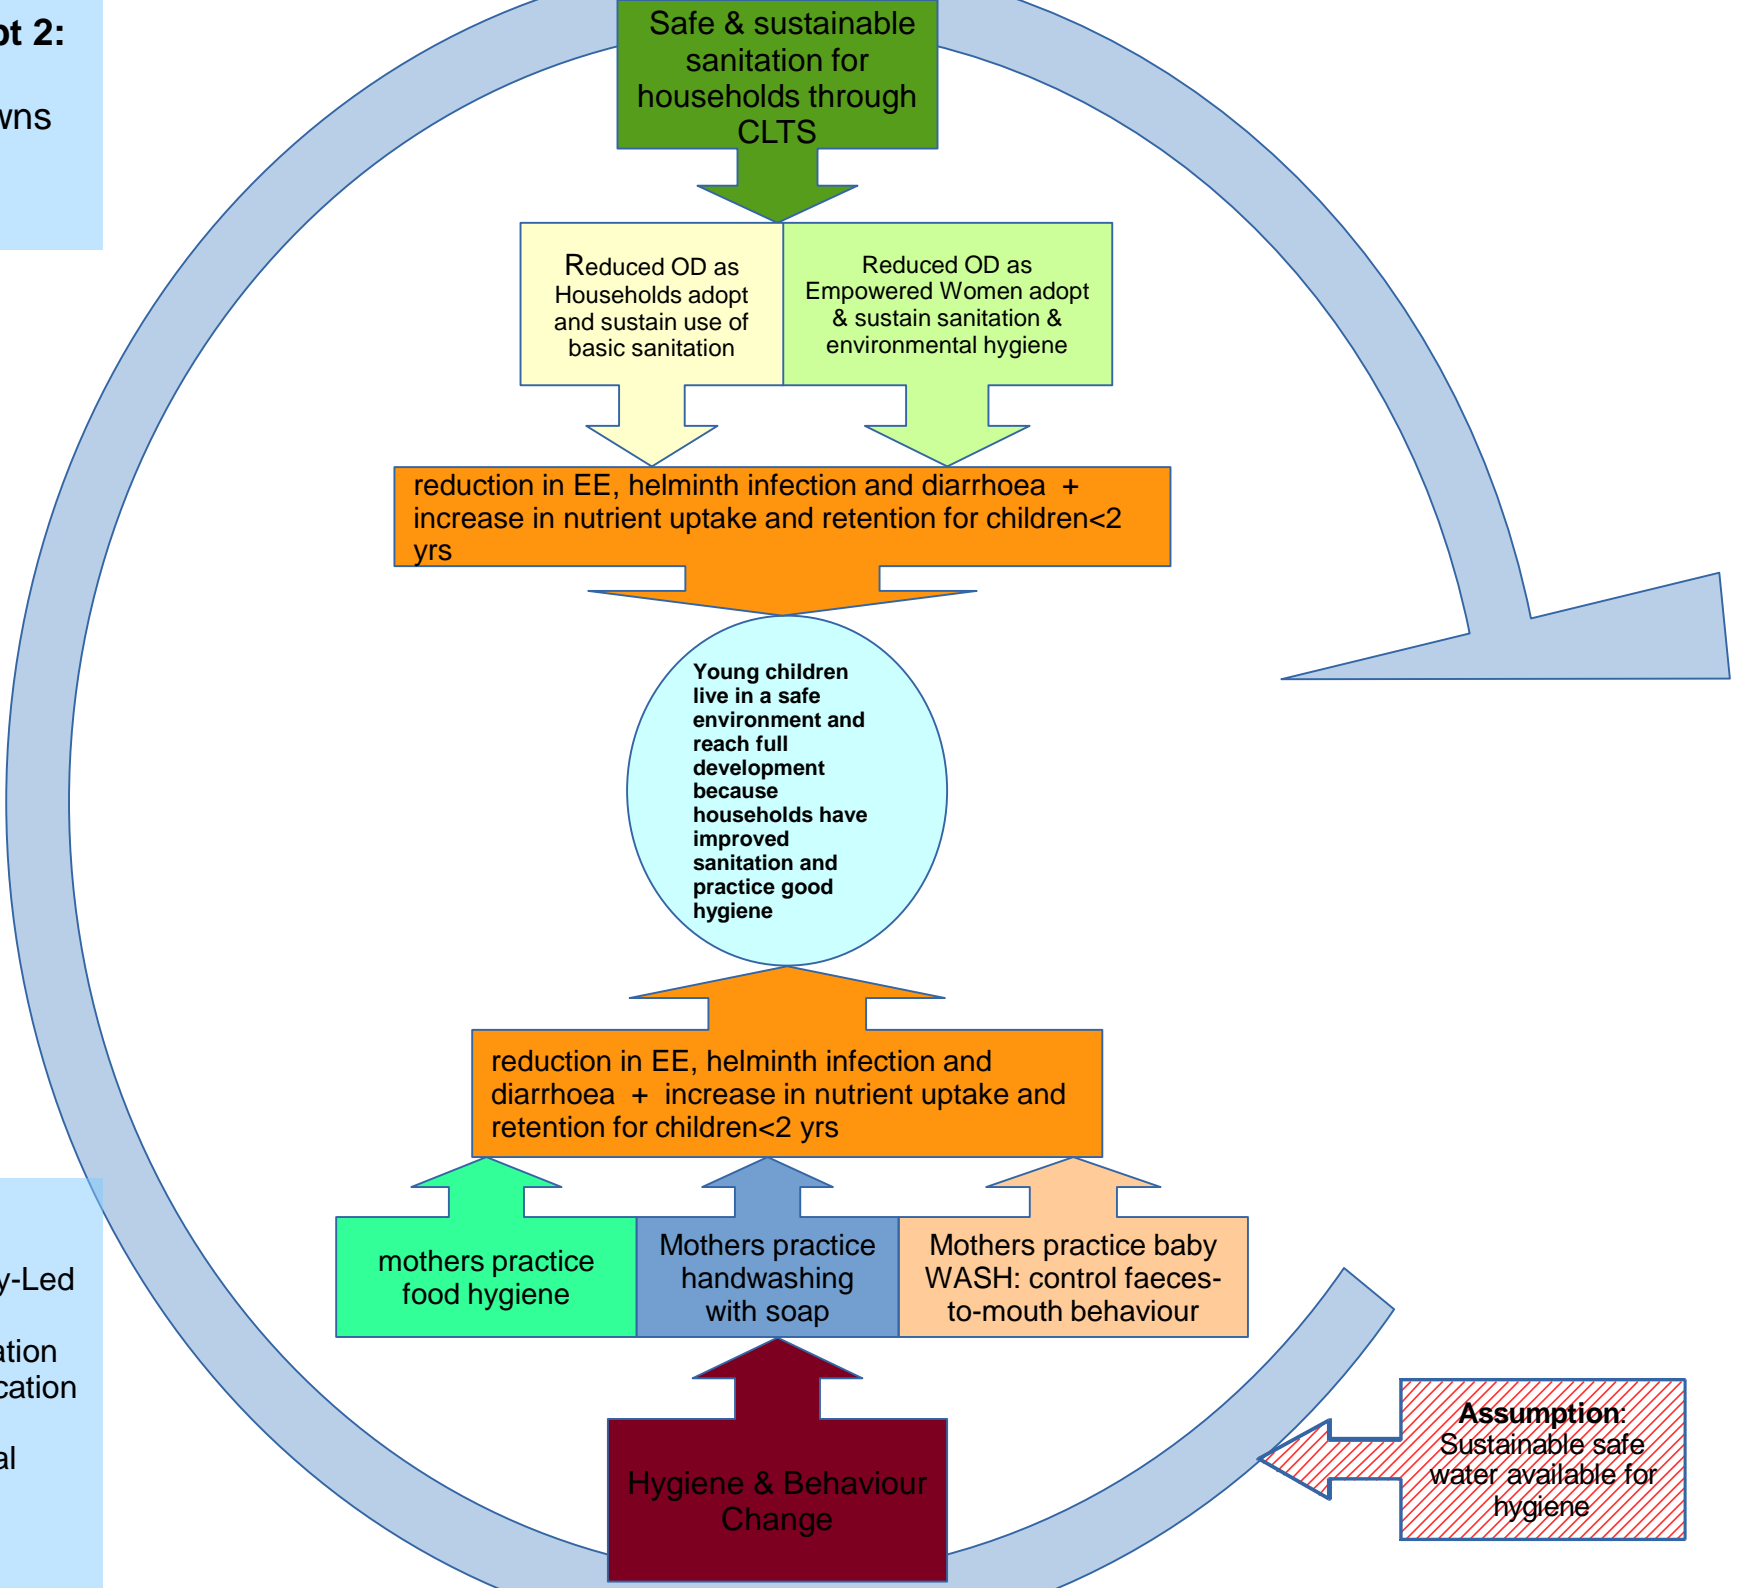 pt 2:
wns
Safe & sustainable
sanitation for
households through
CLTS
Reduced OD as
Households adopt
and sustain use of
basic sanitation
Reduced OD as
Empowered Women adopt
& sustain sanitation &
environmental hygiene
reduction in EE, helminth infection and diarrhoea + 
increase in nutrient uptake and retention for children<2
yrs
Young children
live in a safe
environment and
reach full
development
because
households have
improved
sanitation and
practice good
hygiene
reduction in EE, helminth infection and
diarrhoea + increase in nutrient uptake and
retention for children<2 yrs
mothers practice
food hygiene
Mothers practice
handwashing
with soap
Mothers practice baby
WASH: control faeces-
to-mouth behaviour
y-Led
ation
cation
al
Hygiene & Behaviour
Change
Assumption:
Sustainable safe
water available for
hygiene